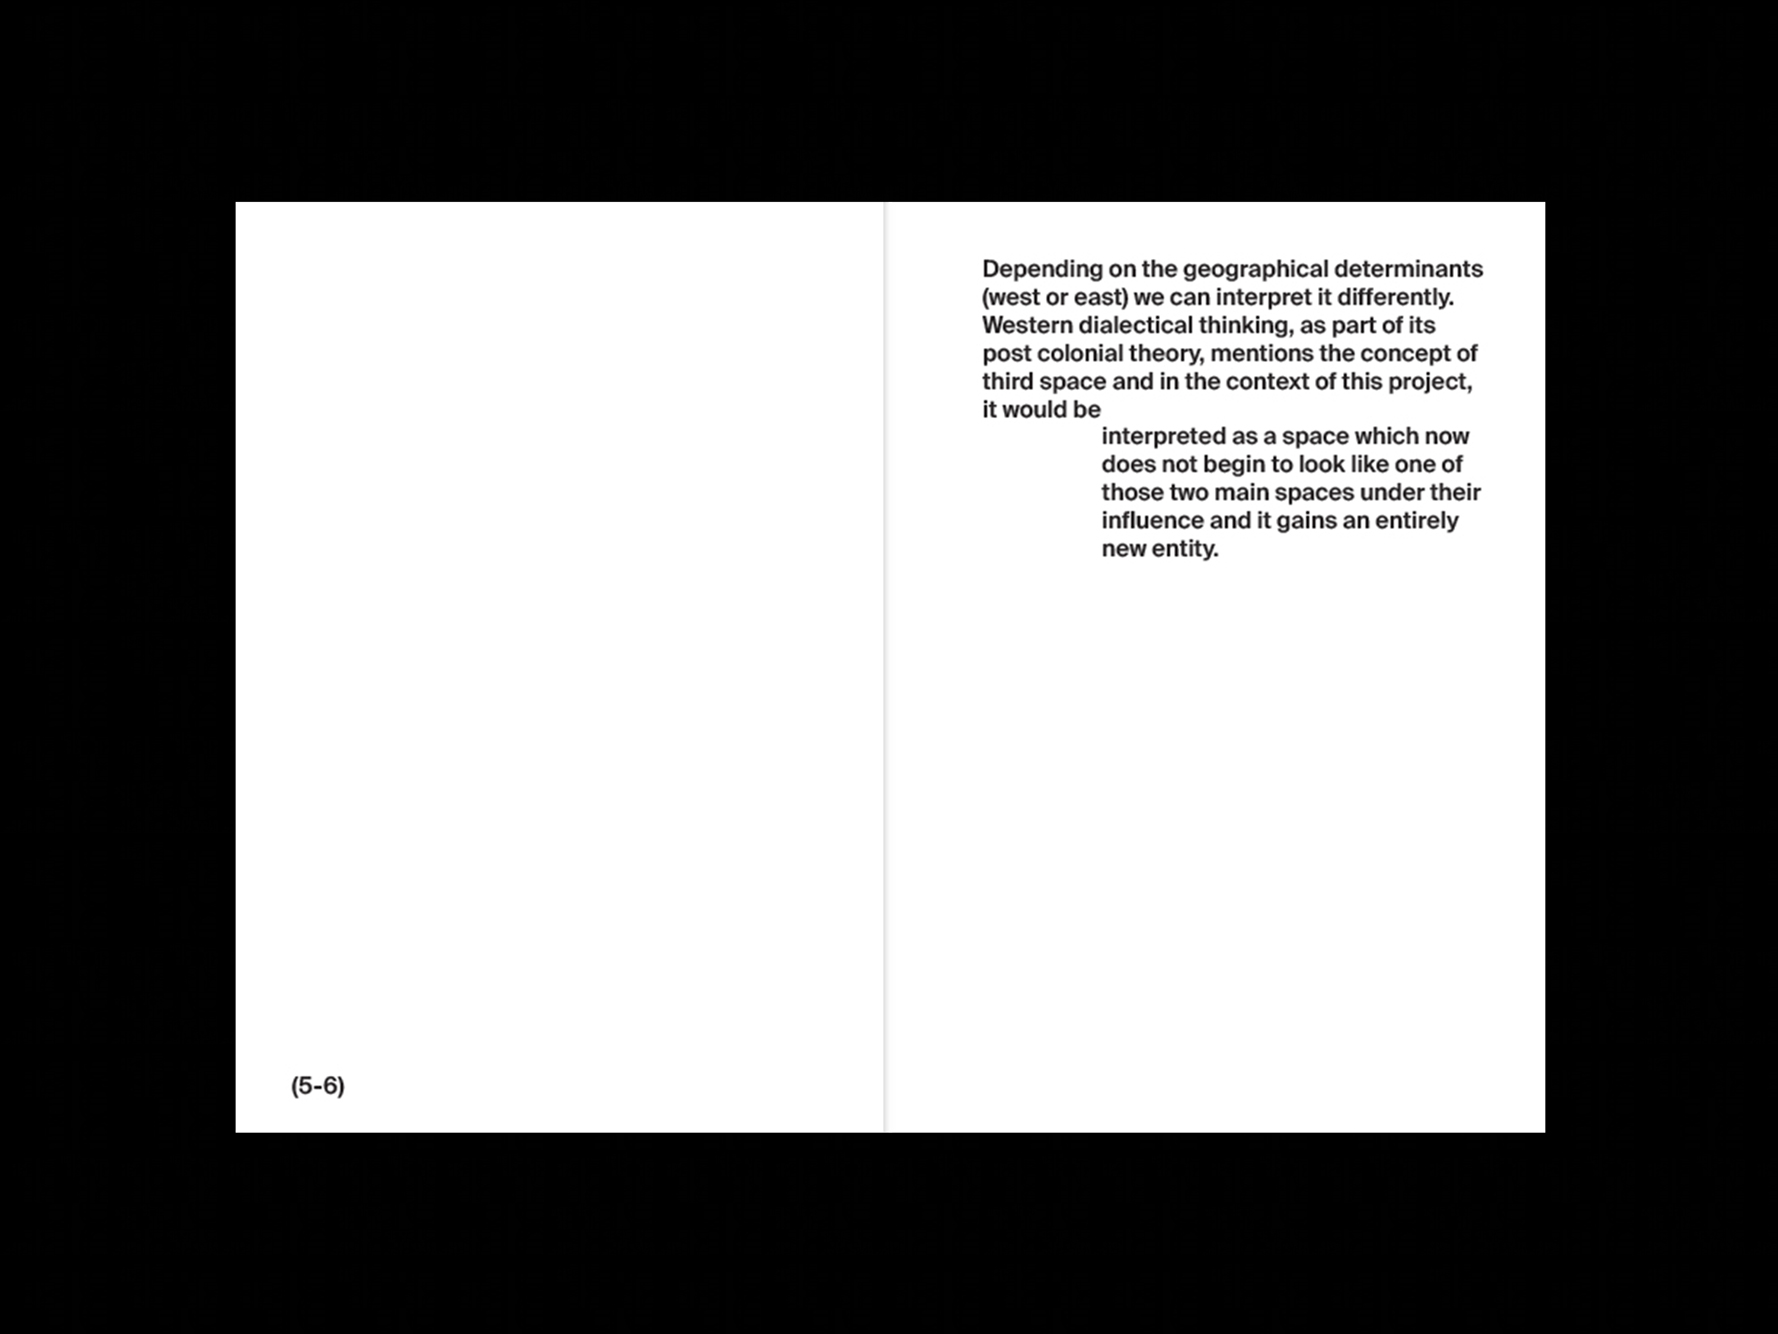 Depending on the geographical determinants
(west or east) we can interpret it differently.
Western dialectical thinking, as part of its
post colonial theory, mentions the concept of
third space and in the context of this project,
it would be
interpreted as a space which now
does not begin to look like one of
those two main spaces under their
influence and it gains an entirely
new entity.
(5-6)